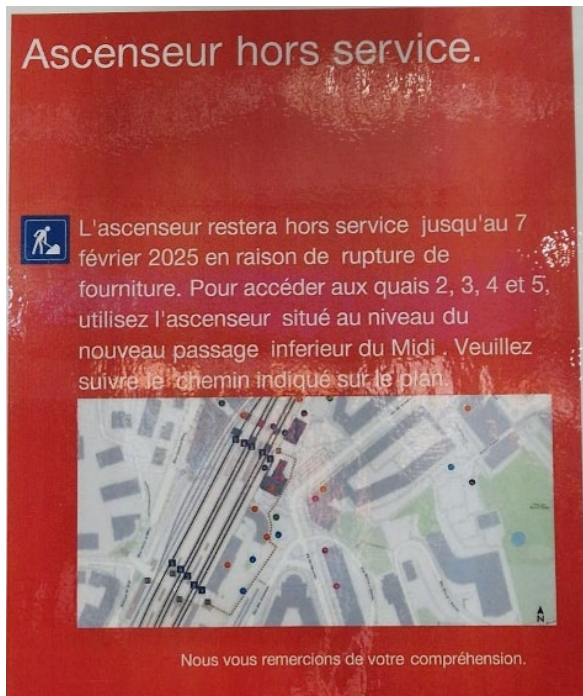 Ascenseur hors service.
L'ascenseur restera hors service jusqu'au 7
février 2025 en raison de rupture de
fourniture. Pour accéder aux quais 2, 3, 4 et 5,
utilisez l'ascenseur situé au niveau du
nouveau passage inferieur du Midi . Veuillez
suivre le chemin indiqué sur le plan.
N
Nous vous remercions de votre compréhension.